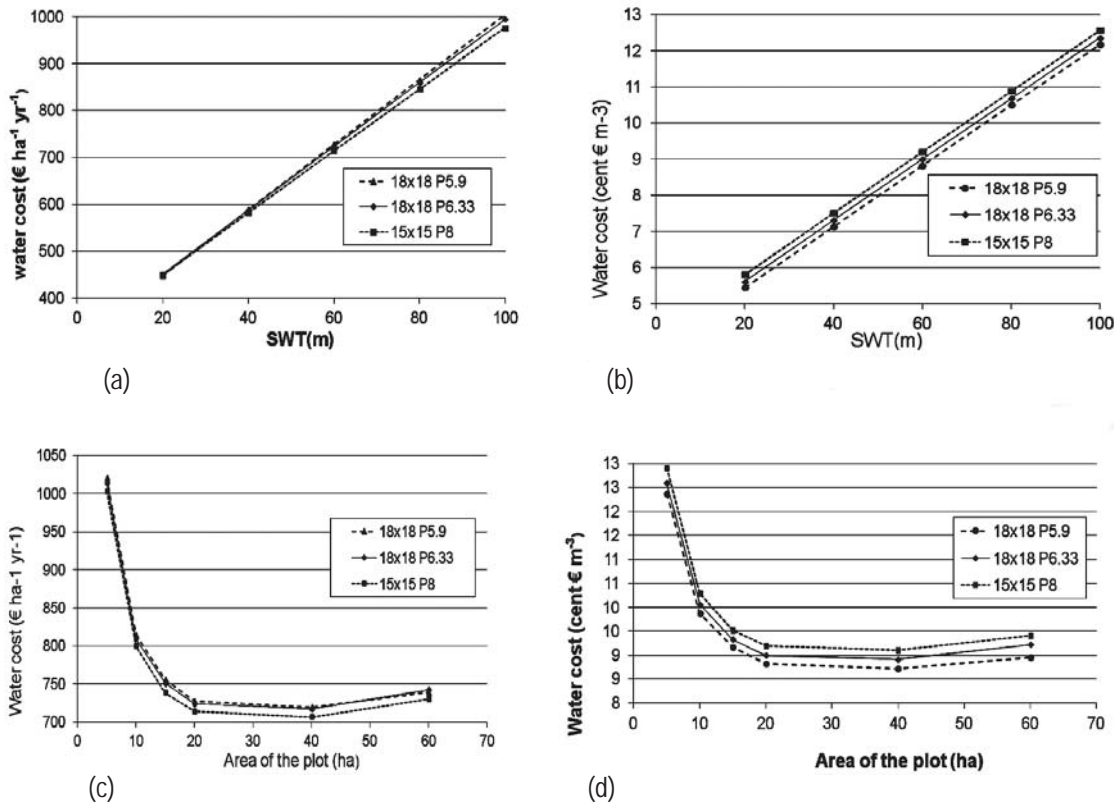 1000
900
800
700
600
500
400
0
20
40
60
80
100
water cost (€ ha-1 yr-1)
SWT(m)
18x18 P5.9
18x18 P6.33
15x15 P8
(a)
13
12
11
10
9
8
7
6
5
0
20
40
60
80
100
Water cost (cent € m-3)
SWT(m)
18x18 P5.9
18x18 P6.33
15x15 P8
(b)
1050
1000
950
900
850
800
750
700
0
10
20
30
40
50
60
70
Water cost (€ ha-1 yr-1)
Area of the plot (ha)
18x18 P5.9
18x18 P6.33
15x15 P8
(c)
13
13
12
12
11
11
10
10
9
9
8
0
10
20
30
40
50
60
70
Water cost (cent € m-3)
Area of the plot (ha)
18x18 P5.9
18x18 P6.33
15x15 P8
(d)